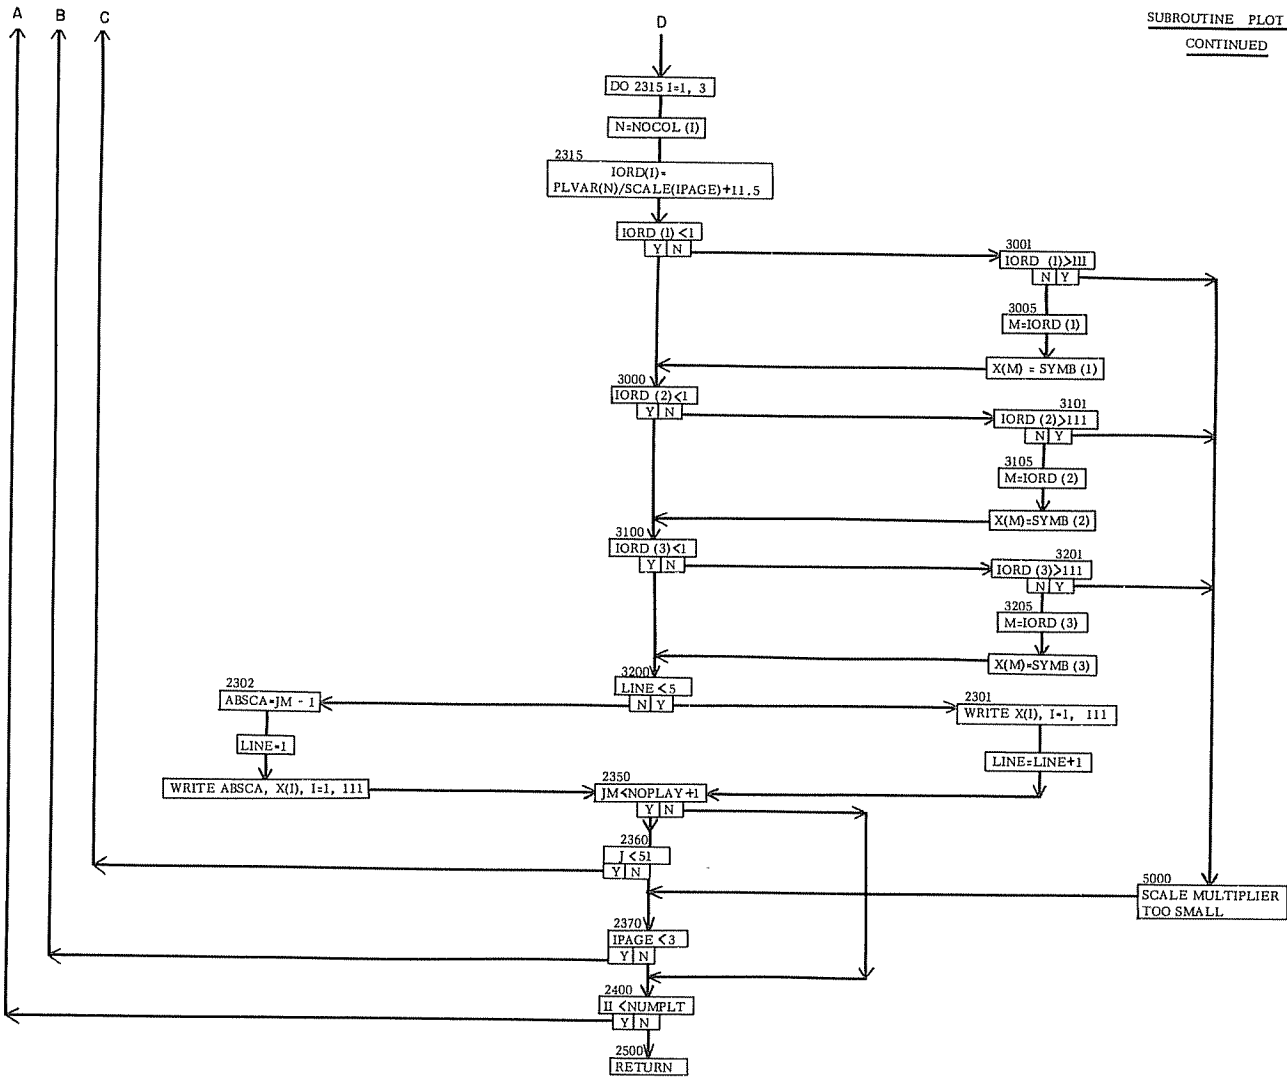 A B C D
SUBROUTINE PLOT
CONTINUED
DO 2315 I=1, 3
N=NOCOL (I)
2315
IORD(I)=
PLVAR(N)/SCALE(IPAGE)+11.5
IORD (1)<1
Y N
3001
IORD (1)>111
N Y
3005
M=IORD (1)
X(M) = SYMB (1)
3000
IORD (2)<1
Y N
3101
IORD (2)>111
N Y
3105
M=IORD (2)
X(M)=SYMB (2)
3100
IORD (3)<1
Y N
3201
IORD (3)>111
N Y
3205
M=IORD (3)
X(M)=SYMB (3)
3200
LINE<5
N Y
2302
ABSCA=JM - 1
LINE=1
WRITE ABSCA, X(I), I=1, 111
2301
WRITE X(I), I=1, 111
LINE=LINE+1
2350
JM<NOPLAY+1
Y N
2360
J<51
Y N
5000
SCALE MULTIPLIER
TOO SMALL
2370
IPAGE <3
Y N
2400
II <NUMPLT
Y N
2500
RETURN